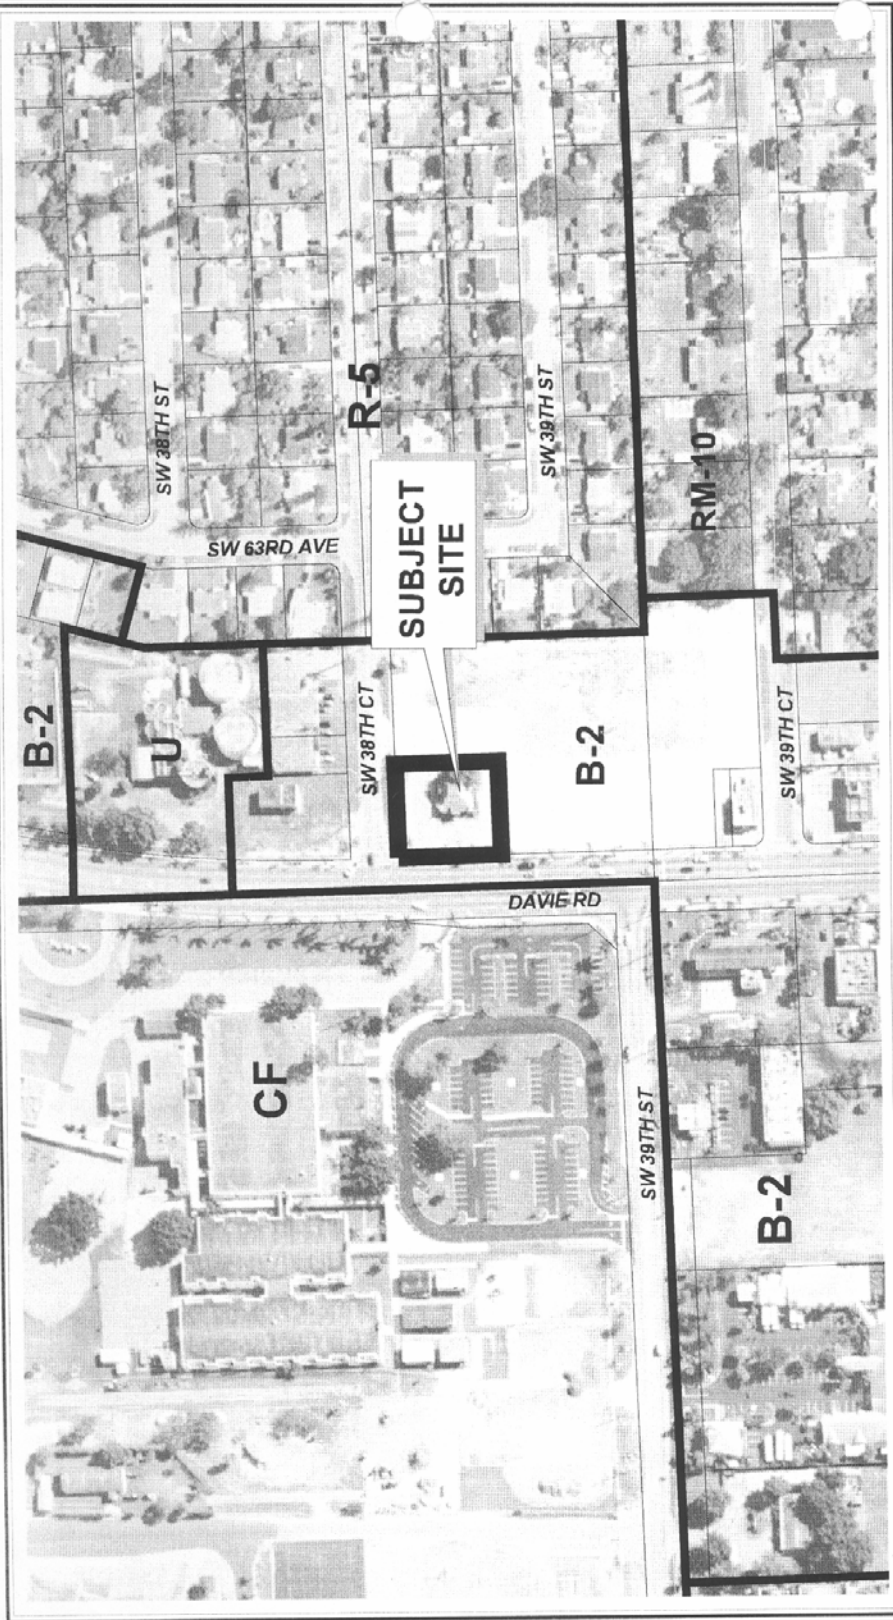 SW 38TH ST
R-5
SW 39TH ST
RM-10
SW 63RD AVE
SUBJECT
SITE
B-2
U
SW 38TH CT
B-2
SW 39TH CT
DAVIE RD
CF
SW 39TH ST
B-2